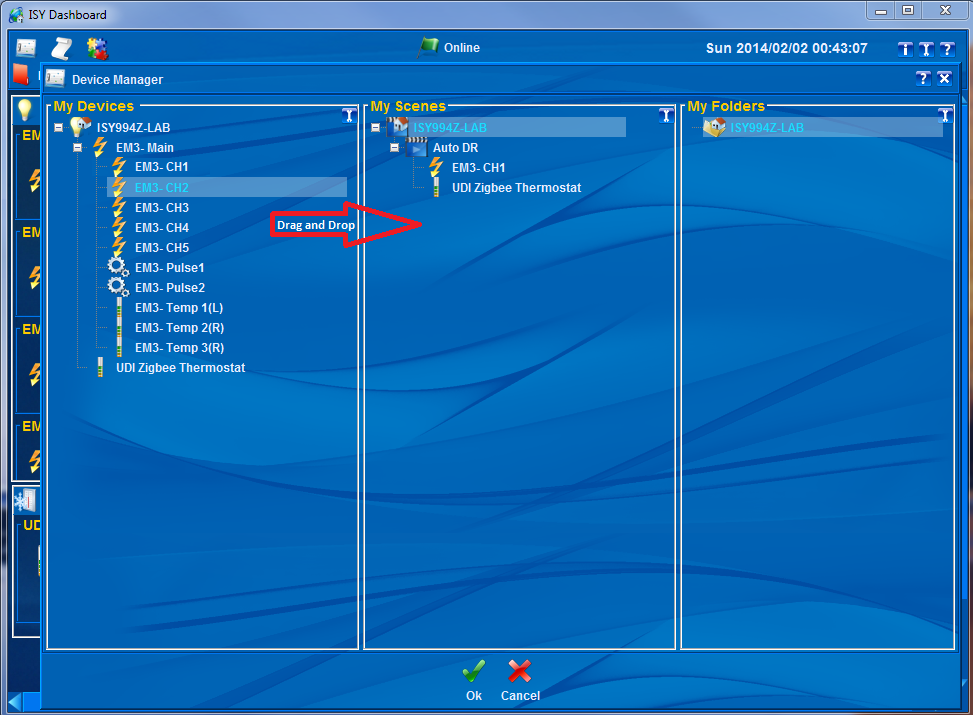 ISY Dashboard
Online
Sun 2014/02/02 00:43:07
Device Manager
My Devices
ISY994Z-LAB
EM3- Main
EM3- CH1
EM3- CH2
EM3- CH3
EM3- CH4
EM3- CH5
EM3- Pulse1
EM3- Pulse2
EM3- Temp 1(L)
EM3- Temp 2(R)
EM3- Temp 3(R)
UDI Zigbee Thermostat
Drag and Drop
My Scenes
ISY994Z-LAB
Auto DR
EM3- CH1
UDI Zigbee Thermostat
My Folders
ISY994Z-LAB
EM
EM
EM
EM
UD
Ok
Cancel